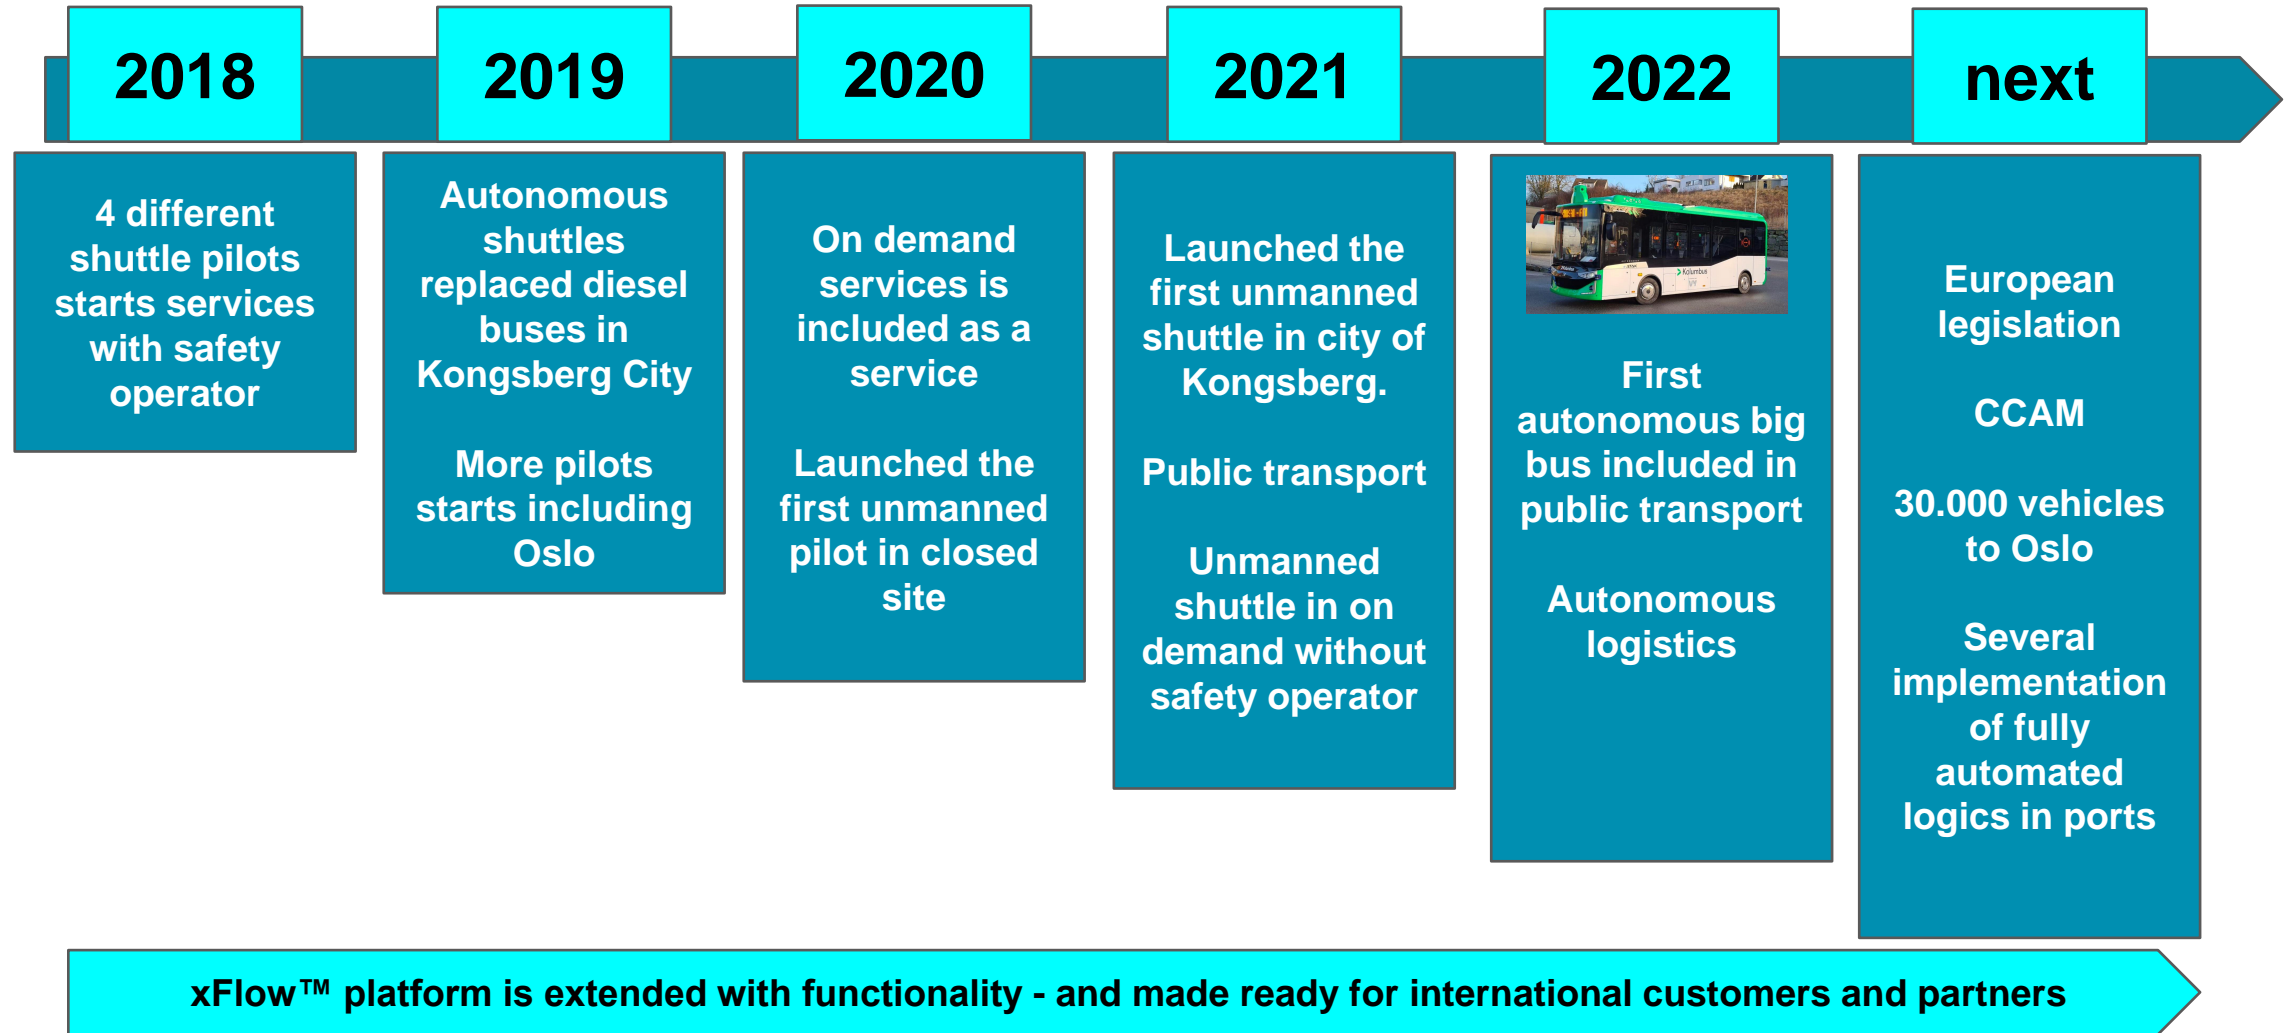 2018
2019
2020
2021
2022
next
4 different
shuttle pilots
starts services
with safety
operator
Autonomous
shuttles
replaced diesel
buses in
Kongsberg City
More pilots
starts including
Oslo
On demand
services is
included as a
service
Launched the
first unmanned
pilot in closed
site
Launched the
first unmanned
shuttle in city of
Kongsberg.
Public transport
Unmanned
shuttle in on
demand without
safety operator
Kolumbus
First
autonomous big
bus included in
public transport
Autonomous
logistics
European
legislation
CCAM
30.000 vehicles
to Oslo
Several
implementation
of fully
automated
logics in ports
xFlow™ platform is extended with functionality - and made ready for international customers and partners